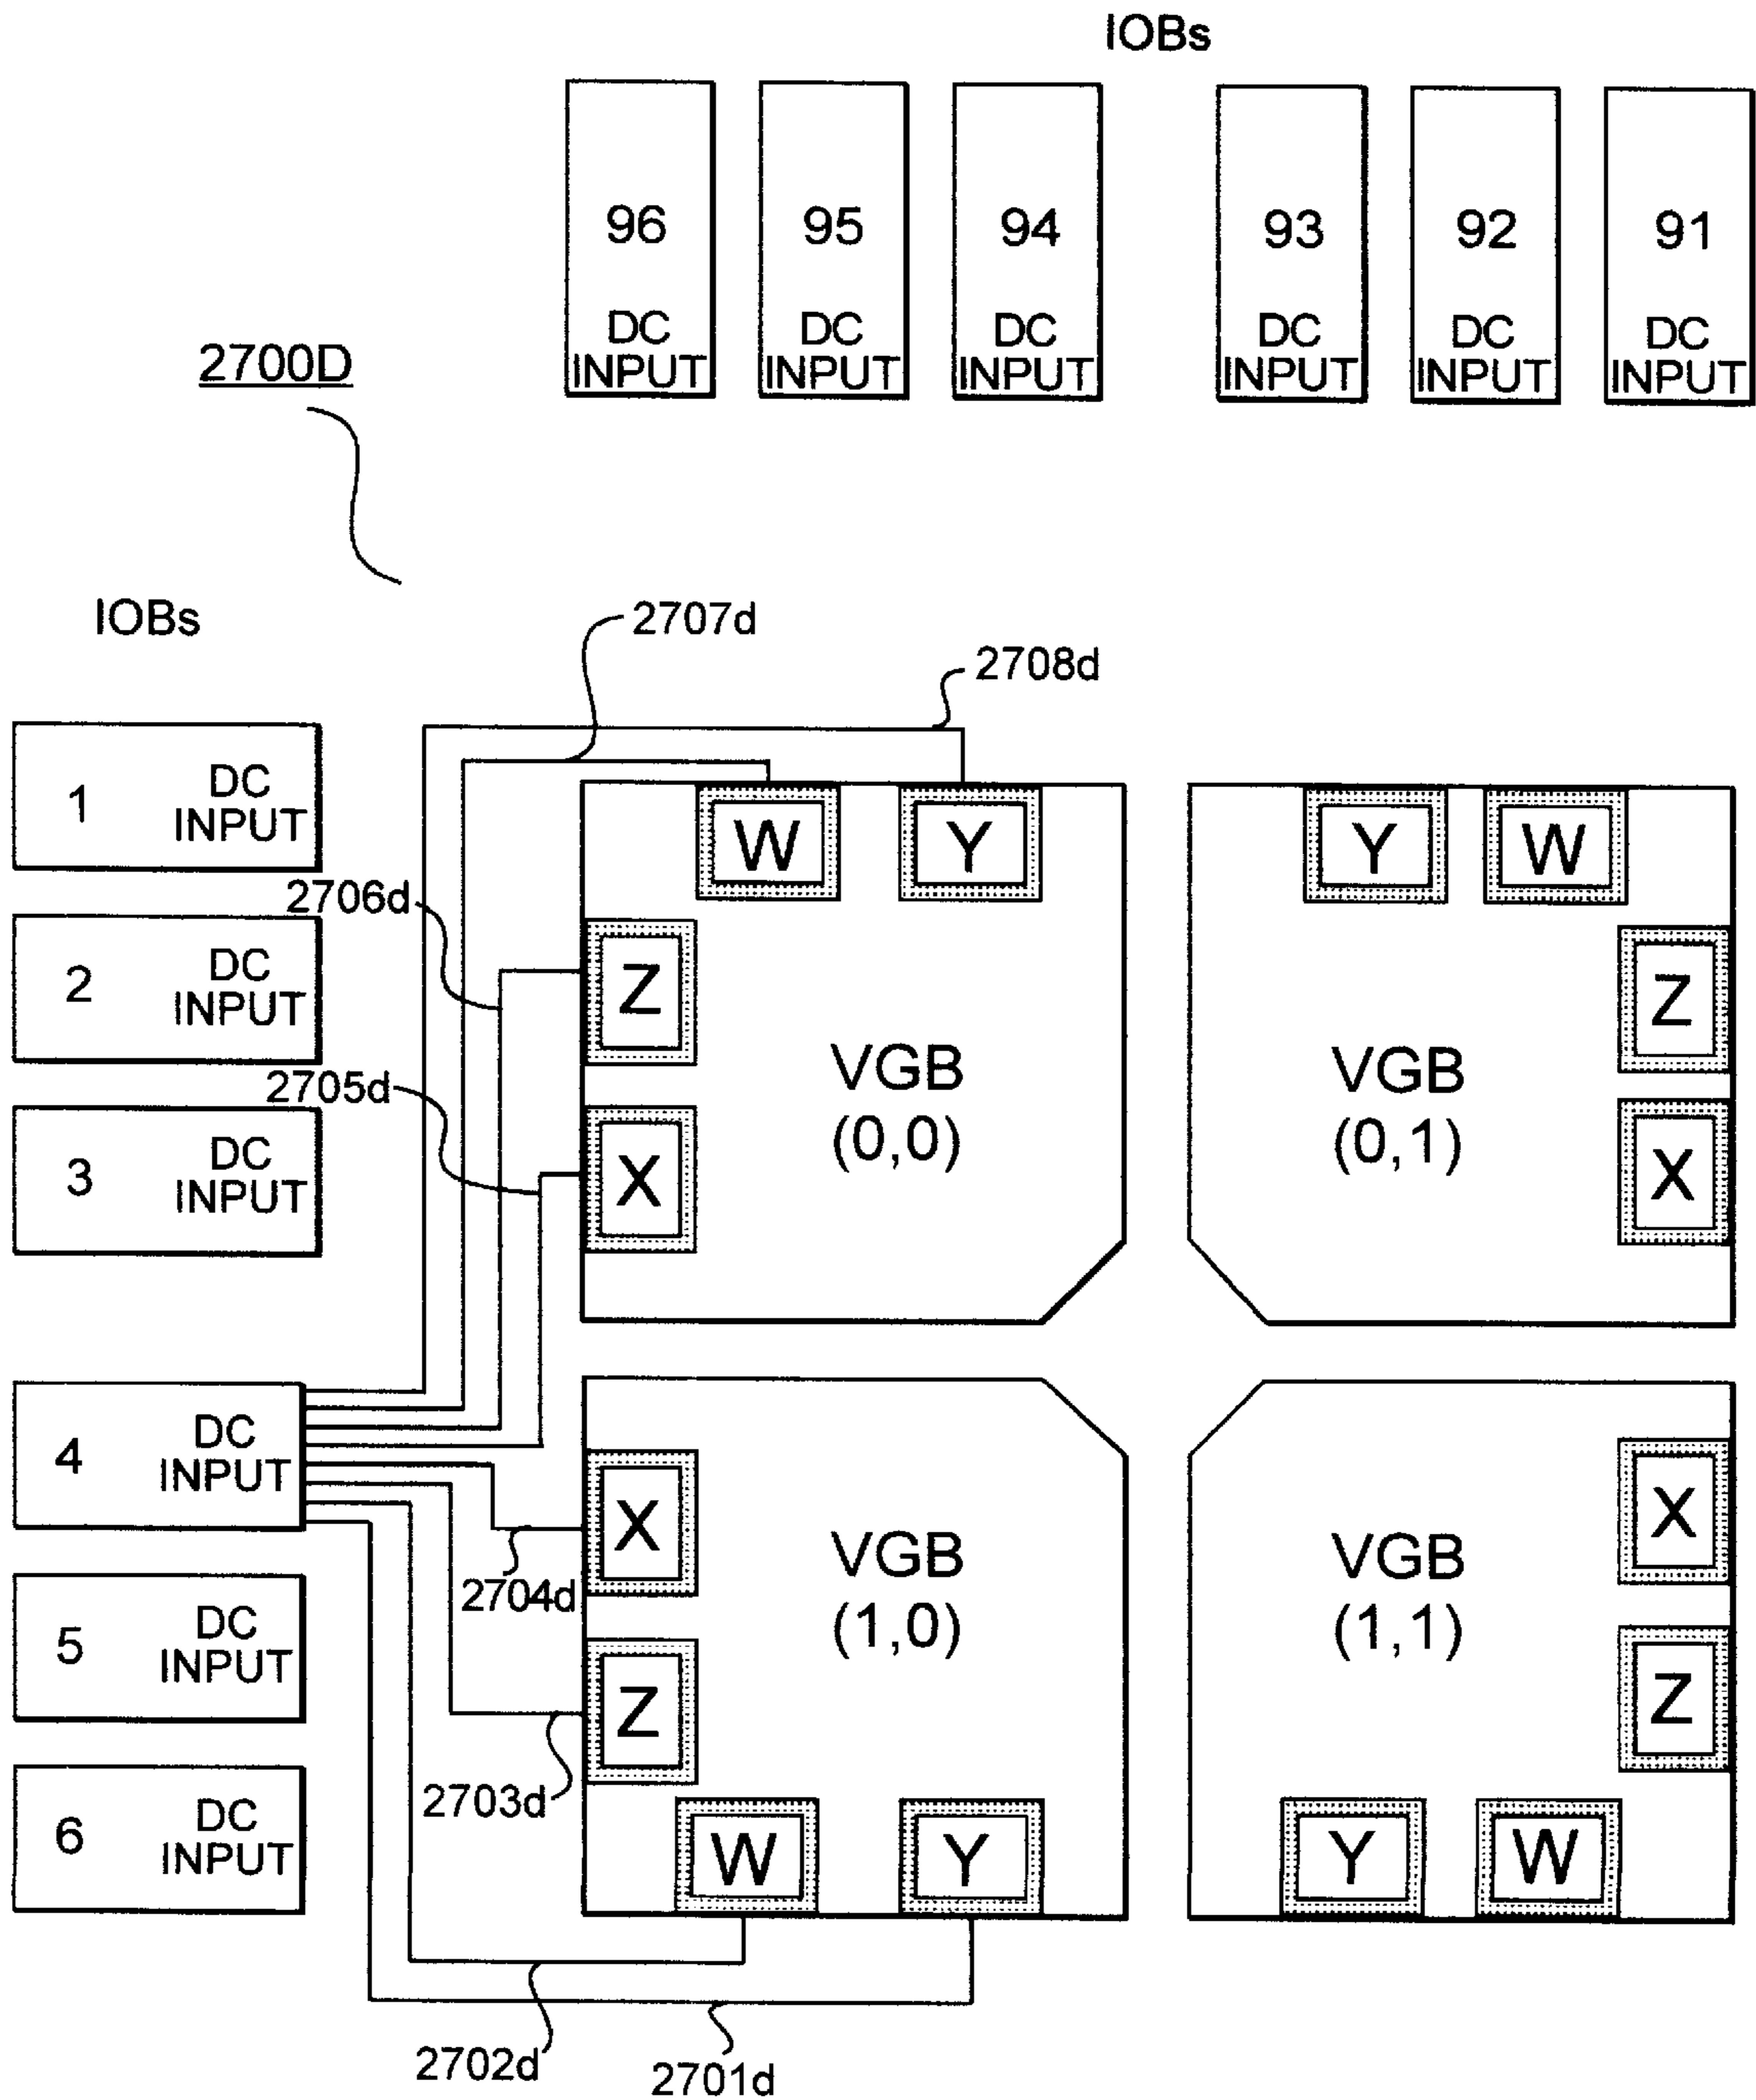 IOBs
96 95 94 93 92 91
DC DC DC DC DC DC
INPUT INPUT INPUT INPUT INPUT INPUT
2700D
IOBs
2707d
2708d
1 DC
INPUT
W Y Y W
2706d
2 DC
INPUT
Z Z
2705d
VGB
(0,0)
VGB
(0,1)
3 DC
INPUT
X X
4 DC
INPUT
X X
2704d
VGB
(1,0)
VGB
(1,1)
5 DC
INPUT
Z Z
2703d
6 DC
INPUT
W Y Y W
2702d
2701d